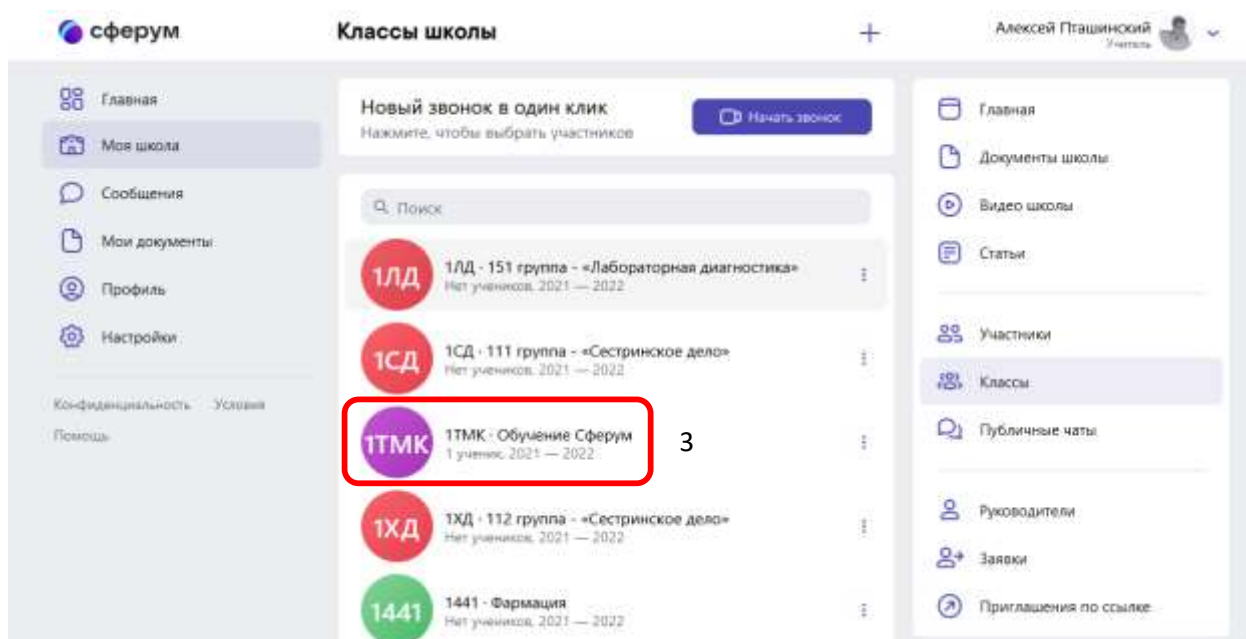 сферум
Классы школы
Алексей Пташинский
Учитель
Главная
Моя школа
Сообщения
Мои документы
Профиль
Настройки
Конфиденциальность Условия
Помощь
Новый звонок в один клик
Нажмите, чтобы выбрать участников
Начать звонок
Поиск
1ЛД
1ЛД · 151 группа - «Лабораторная диагностика»
Нет учеников, 2021 — 2022
1СД
1СД · 111 группа - «Сестринское дело»
Нет учеников, 2021 — 2022
1ТМК
1ТМК · Обучение Сферум
1 ученик, 2021 — 2022
3
1ХД
1ХД · 112 группа - «Сестринское дело»
Нет учеников, 2021 — 2022
1441
1441 · Фармация
Нет учеников, 2021 — 2022
Главная
Документы школы
Видео школы
Статьи
Участники
Классы
Публичные чаты
Руководители
Заявки
Приглашения по ссылке